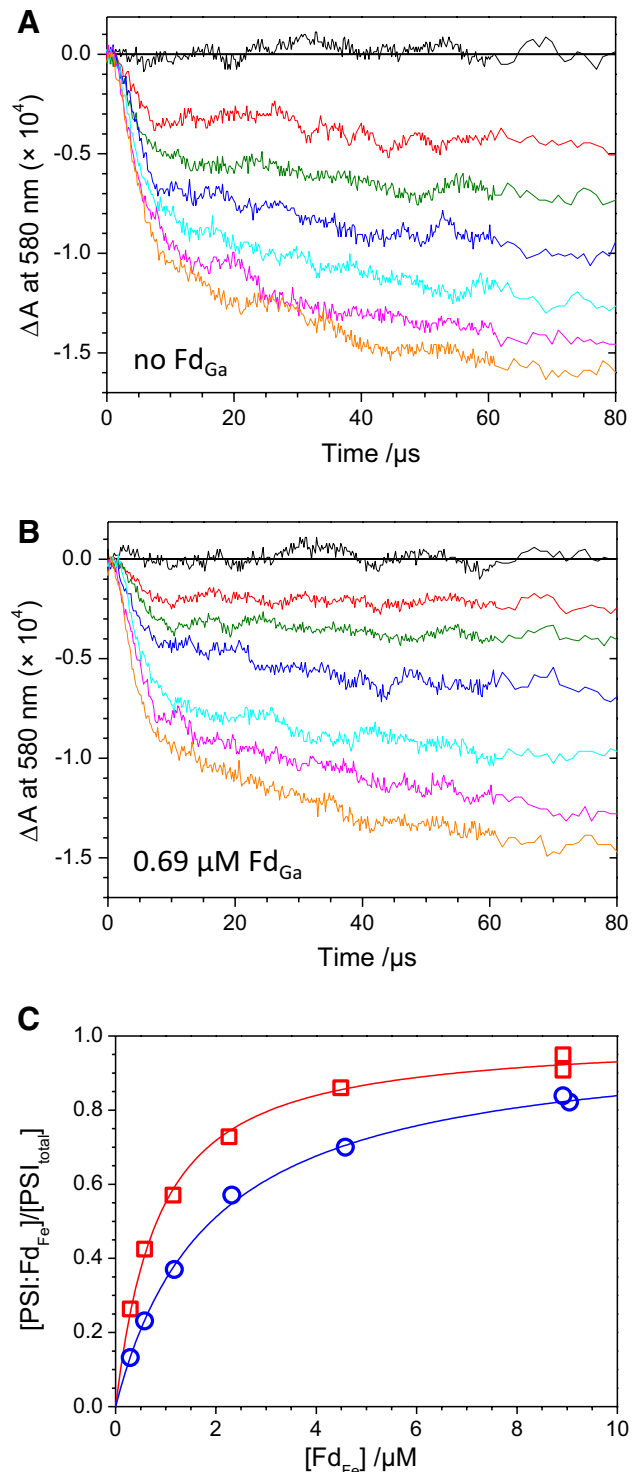 A
ΔA at 580 nm (× 10⁴)
0.0
-0.5
-1.0
-1.5
no Fd_Ga
0 20 40 60 80
Time /µs
B
ΔA at 580 nm (× 10⁴)
0.0
-0.5
-1.0
-1.5
0.69 µM Fd_Ga
0 20 40 60 80
Time /µs
C
[PSI:Fd_Fe]/[PSI_total]
1.0
0.8
0.6
0.4
0.2
0.0
0 2 4 6 8 10
[Fd_Fe] /µM